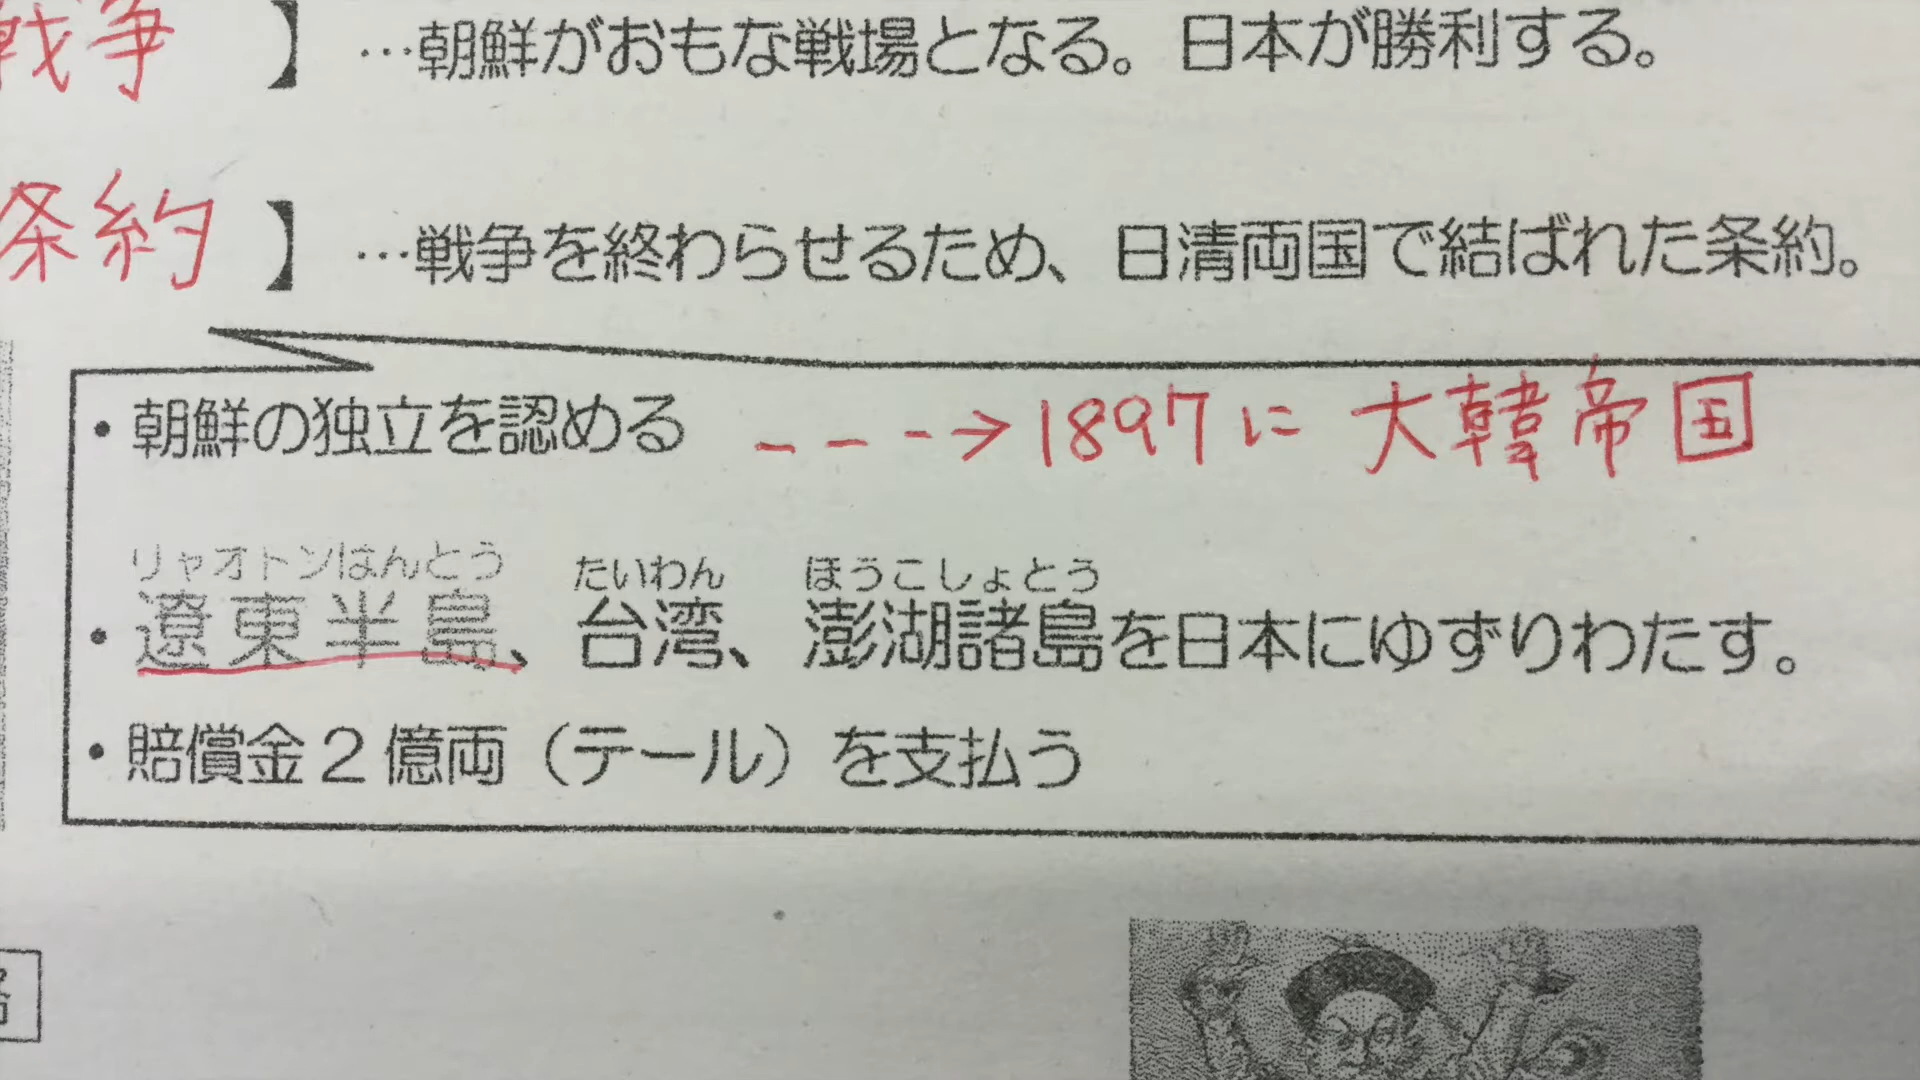 戦争 】 …朝鮮がおもな戦場となる。日本が勝利する。
条約 】 …戦争を終わらせるため、日清両国で結ばれた条約。
・朝鮮の独立を認める ---→1897に 大韓帝国
リャオトンはんとう たいわん ほうこしょとう
・遼東半島、台湾、澎湖諸島を日本にゆずりわたす。
・賠償金2億両（テール）を支払う